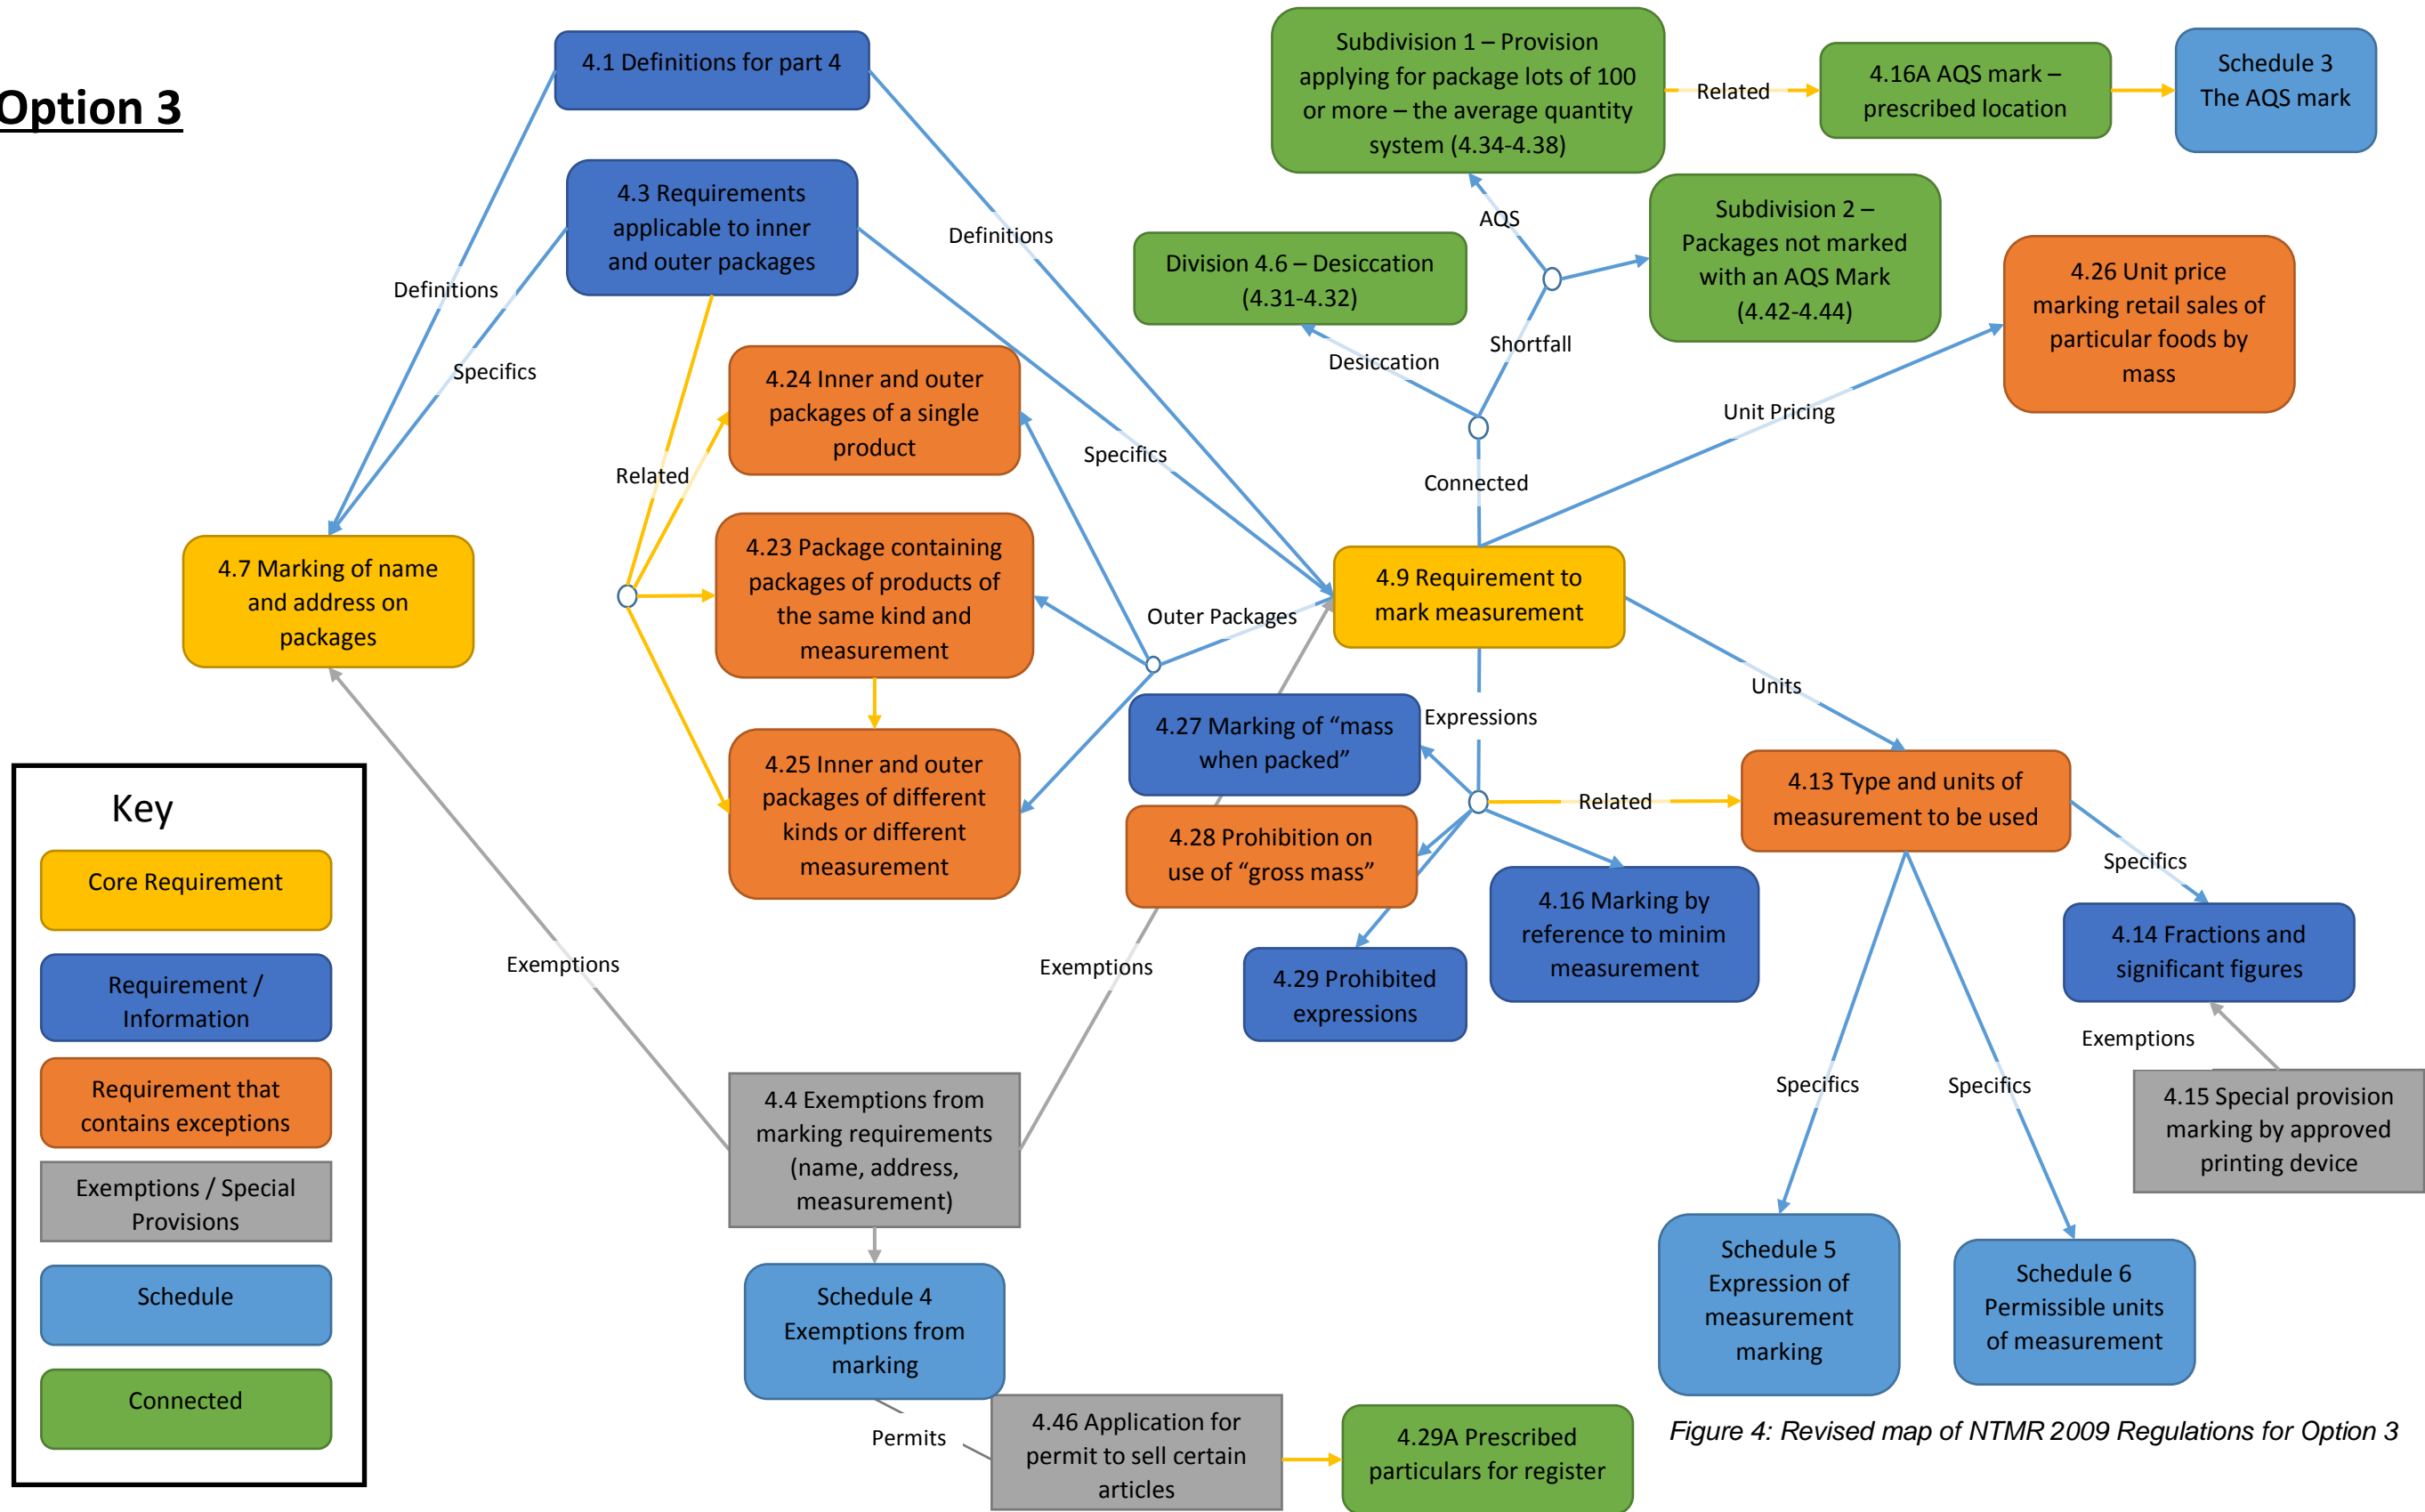 Option 3
4.1 Definitions for part 4
4.3 Requirements
applicable to inner
and outer packages
Subdivision 1 – Provision
applying for package lots of 100
or more – the average quantity
system (4.34-4.38)
Related
4.16A AQS mark –
prescribed location
Schedule 3
The AQS mark
AQS
Subdivision 2 –
Packages not marked
with an AQS Mark
(4.42-4.44)
Division 4.6 – Desiccation
(4.31-4.32)
4.26 Unit price
marking retail sales of
particular foods by
mass
Definitions
Definitions
Specifics
Desiccation
Shortfall
Unit Pricing
Specifics
Connected
4.24 Inner and outer
packages of a single
product
Related
4.23 Package containing
packages of products of
the same kind and
measurement
4.7 Marking of name
and address on
packages
4.9 Requirement to
mark measurement
Outer Packages
Units
4.25 Inner and outer
packages of different
kinds or different
measurement
4.27 Marking of “mass
when packed”
Expressions
Related
4.13 Type and units of
measurement to be used
4.28 Prohibition on
use of “gross mass”
Specifics
4.16 Marking by
reference to minim
measurement
4.14 Fractions and
significant figures
4.29 Prohibited
expressions
Exemptions
Exemptions
Exemptions
4.15 Special provision
marking by approved
printing device
Specifics
Specifics
4.4 Exemptions from
marking requirements
(name, address,
measurement)
Schedule 4
Exemptions from
marking
Schedule 5
Expression of
measurement
marking
Schedule 6
Permissible units
of measurement
Permits
4.46 Application for
permit to sell certain
articles
4.29A Prescribed
particulars for register
Key
Core Requirement
Requirement /
Information
Requirement that
contains exceptions
Exemptions / Special
Provisions
Schedule
Connected
Figure 4: Revised map of NTMR 2009 Regulations for Option 3